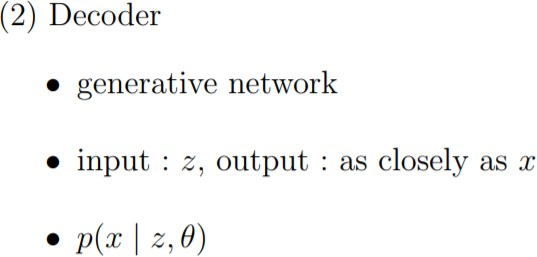 (2) Decoder
• generative network
• input : z, output : as closely as x
• p(x | z, θ)